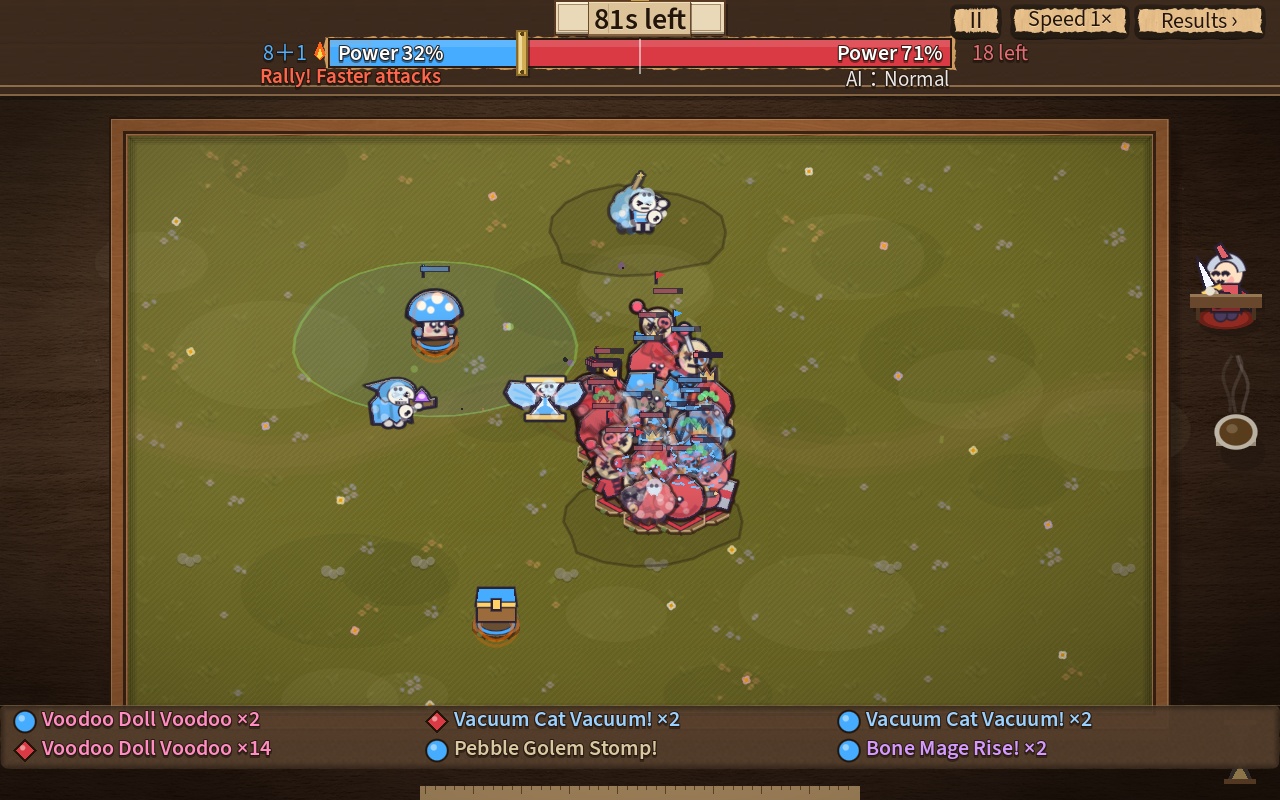 81s left
II
Speed 1×
Results ›
8+1
Power 32%
Power 71%
18 left
Rally! Faster attacks
AI：Normal
Voodoo Doll Voodoo ×2
Vacuum Cat Vacuum! ×2
Vacuum Cat Vacuum! ×2
Voodoo Doll Voodoo ×14
Pebble Golem Stomp!
Bone Mage Rise! ×2